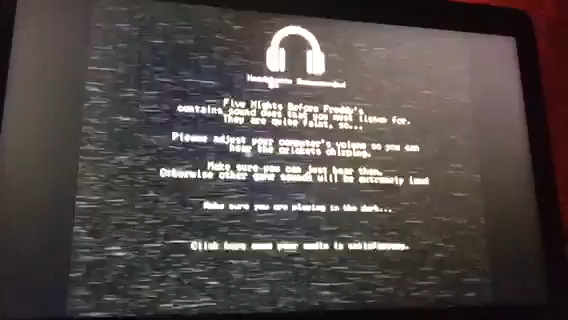 Headphones Recommended
Five Nights Before Freddy's
contains sound cues that you must listen for.
They are quite faint, so...
Please adjust your computer's volume so you can
hear the crickets chirping.
Make sure you can just hear them.
Otherwise other game sounds will be extremely loud
Make sure you are playing in the dark...
Click here once your audio is satisfactory.